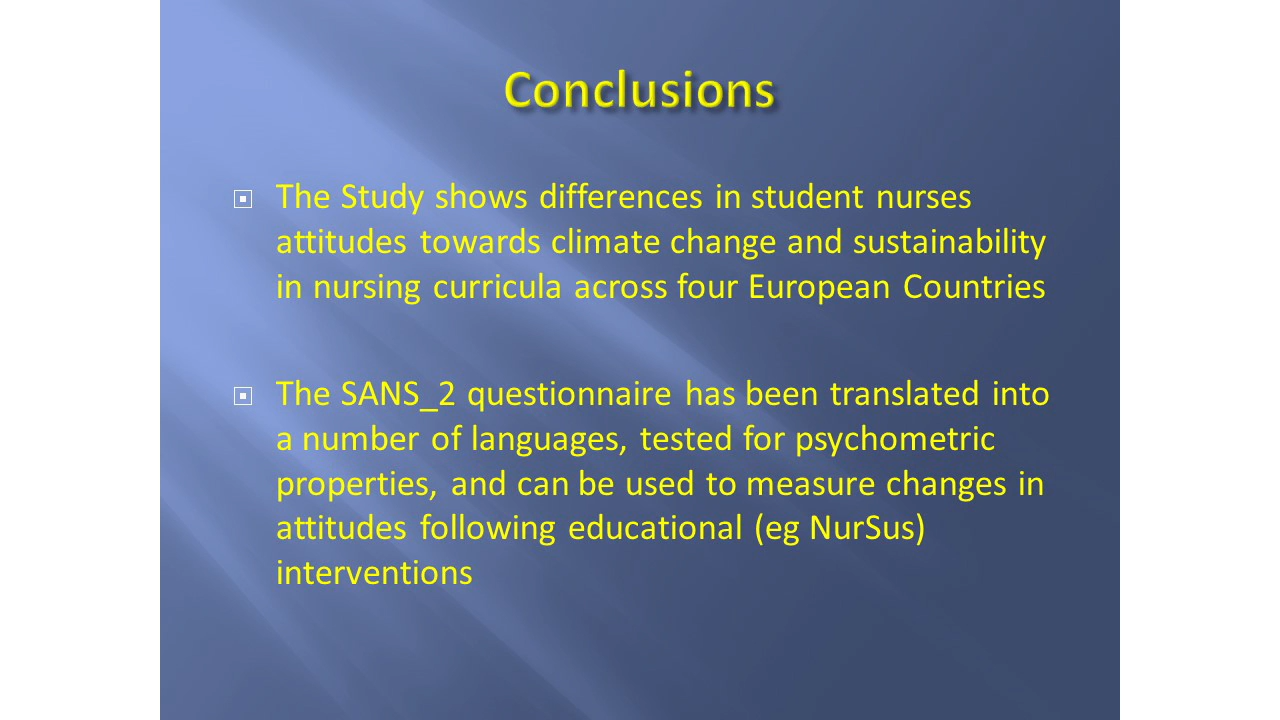 Conclusions
The Study shows differences in student nurses
attitudes towards climate change and sustainability
in nursing curricula across four European Countries
The SANS_2 questionnaire has been translated into
a number of languages, tested for psychometric
properties, and can be used to measure changes in
attitudes following educational (eg NurSus)
interventions